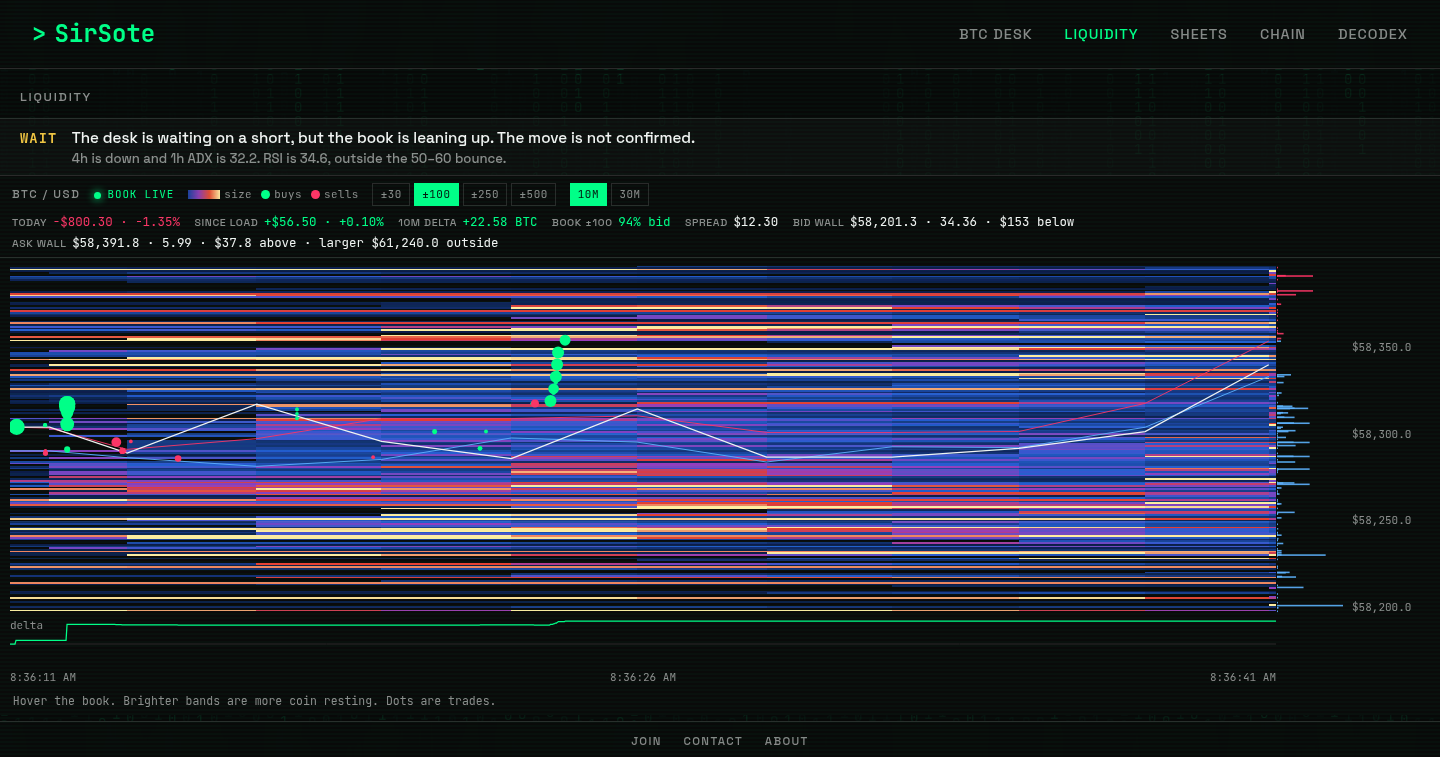 > SirSote
BTC DESK LIQUIDITY SHEETS CHAIN DECODEX
LIQUIDITY
WAIT The desk is waiting on a short, but the book is leaning up. The move is not confirmed.
4h is down and 1h ADX is 32.2. RSI is 34.6, outside the 50–60 bounce.
BTC / USD BOOK LIVE size buys sells ±30 ±100 ±250 ±500 10M 30M
TODAY -$800.30 · -1.35% SINCE LOAD +$56.50 · +0.10% 10M DELTA +22.58 BTC BOOK ±100 94% bid SPREAD $12.30 BID WALL $58,201.3 · 34.36 · $153 below
ASK WALL $58,391.8 · 5.99 · $37.8 above · larger $61,240.0 outside
$58,350.0
$58,300.0
$58,250.0
$58,200.0
delta
8:36:11 AM 8:36:26 AM 8:36:41 AM
Hover the book. Brighter bands are more coin resting. Dots are trades.
JOIN CONTACT ABOUT